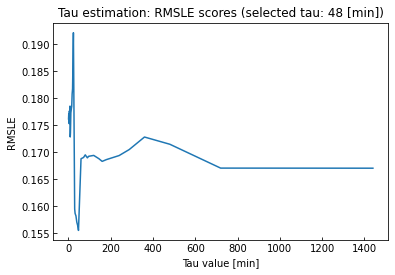 Tau estimation: RMSLE scores (selected tau: 48 [min])
0.190
0.185
0.180
0.175
0.170
0.165
0.160
0.155
RMSLE
0 200 400 600 800 1000 1200 1400
Tau value [min]